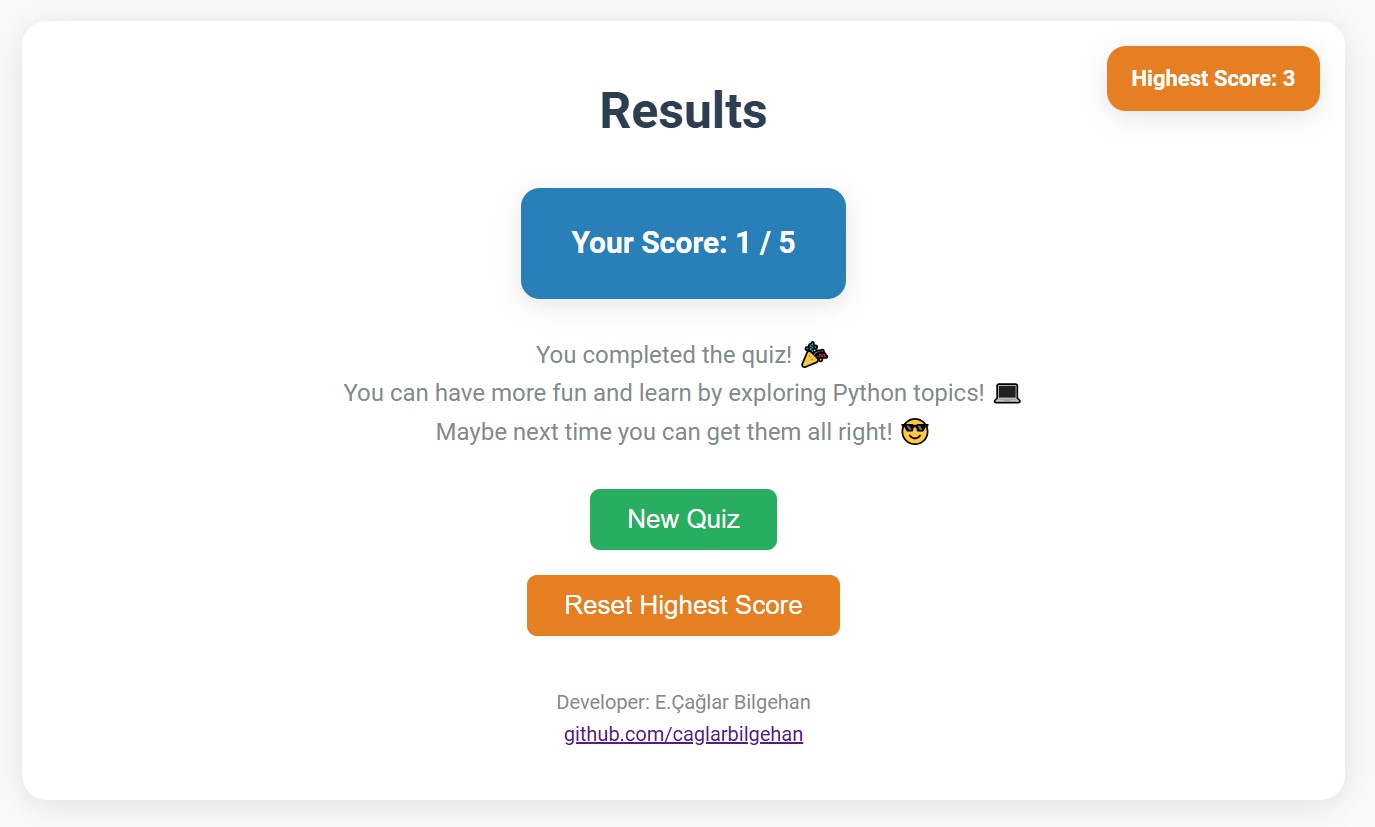 Highest Score: 3
Results
Your Score: 1 / 5
You completed the quiz! 🎉
You can have more fun and learn by exploring Python topics! 💻
Maybe next time you can get them all right! 😎
New Quiz
Reset Highest Score
Developer: E.Çağlar Bilgehan
github.com/caglarbilgehan